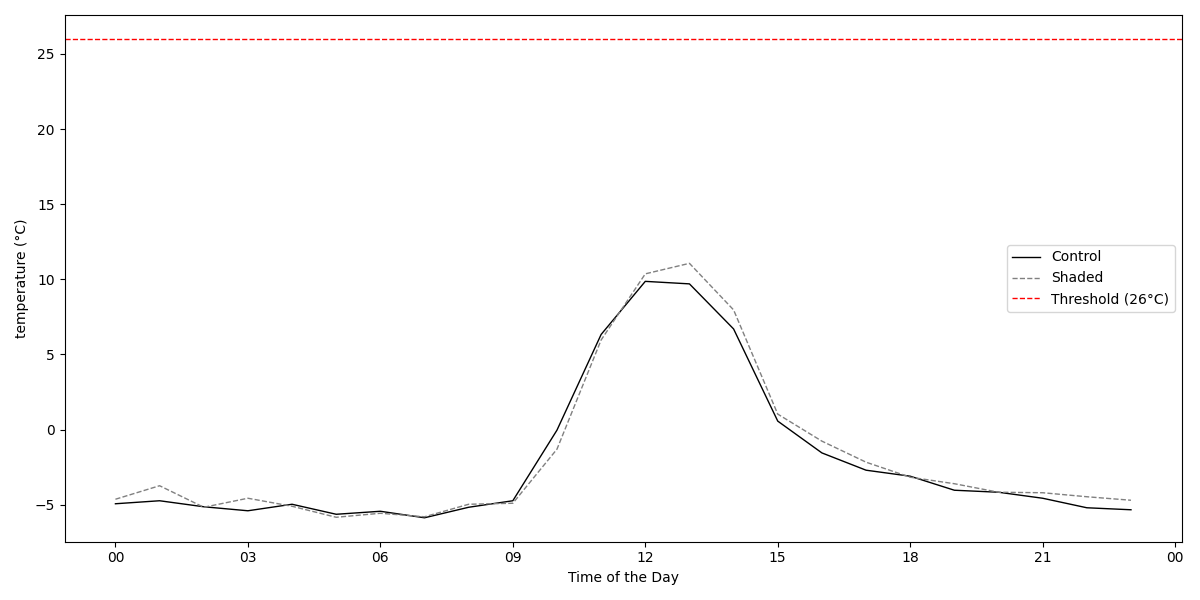 25
20
15
10
5
0
−5
temperature (°C)
Control
Shaded
Threshold (26°C)
00 03 06 09 12 15 18 21 00
Time of the Day